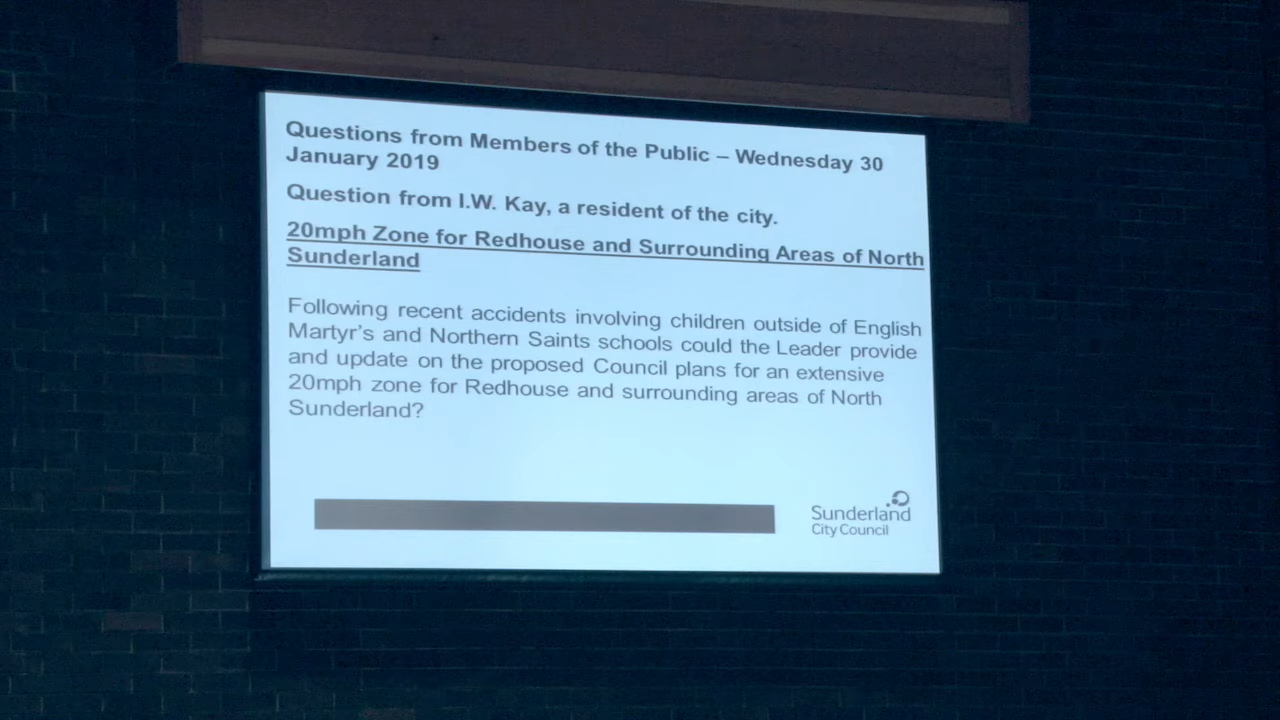 Questions from Members of the Public – Wednesday 30
January 2019
Question from I.W. Kay, a resident of the city.
20mph Zone for Redhouse and Surrounding Areas of North
Sunderland
Following recent accidents involving children outside of English
Martyr's and Northern Saints schools could the Leader provide
and update on the proposed Council plans for an extensive
20mph zone for Redhouse and surrounding areas of North
Sunderland?
Sunderland
City Council